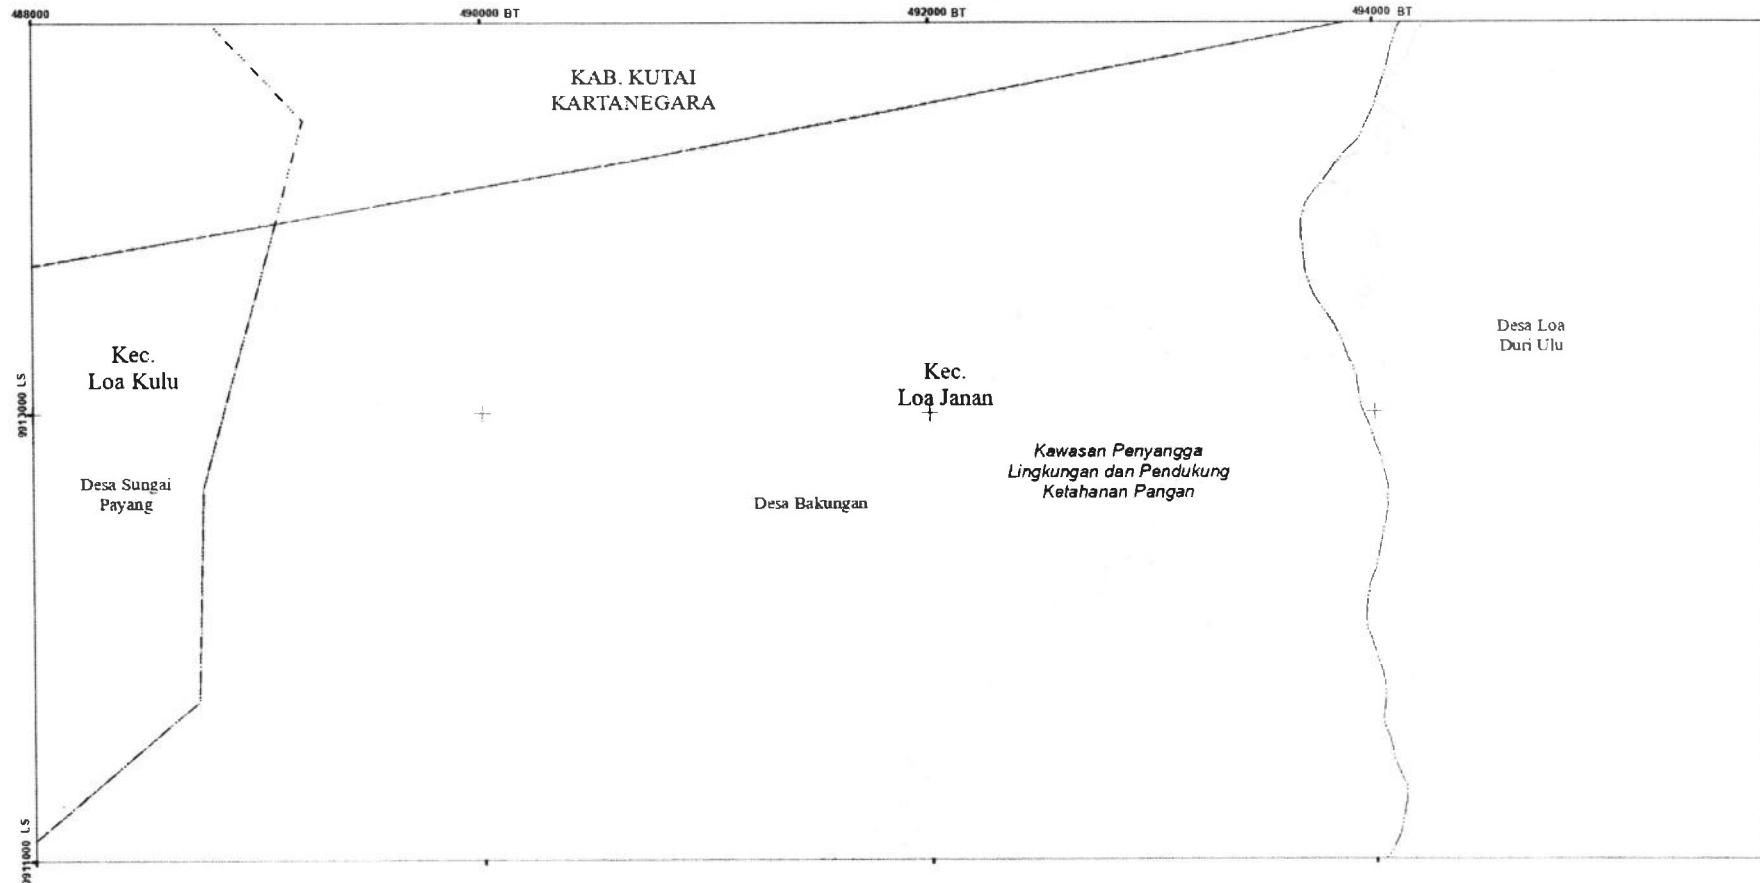 488000
490000 BT
492000 BT
494000 BT
KAB. KUTAI
KARTANEGARA
Desa Loa
Duri Ulu
Kec.
Loa Kulu
Kec.
Loa Janan
9913000 LS
Kawasan Penyangga
Lingkungan dan Pendukung
Ketahanan Pangan
Desa Sungai
Payang
Desa Bakungan
9911000 LS